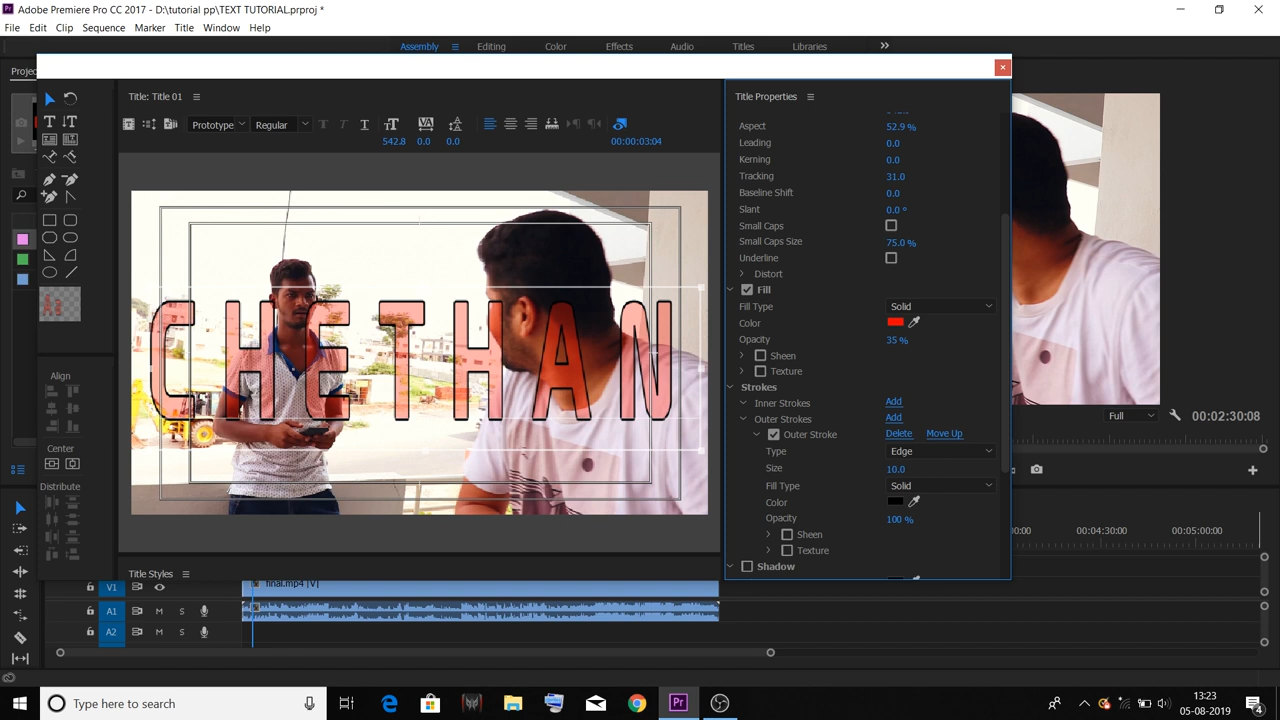 Adobe Premiere Pro CC 2017 - D:\tutorial pp\TEXT TUTORIAL.prproj *
File Edit Clip Sequence Marker Title Window Help
Assembly Editing Color Effects Audio Titles Libraries
Projec
Title: Title 01
Title Properties
Prototype Regular
542.8 0.0 0.0 00:00:03:04
Aspect 52.9 %
Leading 0.0
Kerning 0.0
Tracking 31.0
Baseline Shift 0.0
Slant 0.0 °
Small Caps
Small Caps Size 75.0 %
Underline
Distort
Fill
Fill Type Solid
Color
Opacity 35 %
Sheen
Texture
Strokes
Inner Strokes Add
Outer Strokes Add
Outer Stroke Delete Move Up
Type Edge
Size 10.0
Fill Type Solid
Color
Opacity 100 %
Sheen
Texture
Shadow
CHETHAN
Align
Center
Distribute
Title Styles
Full 00:02:30:08
00:04:30:00 00:05:00:00
V1 final.mp4 [V]
A1 M S
A2 M S
Type here to search
13:23
05-08-2019
4